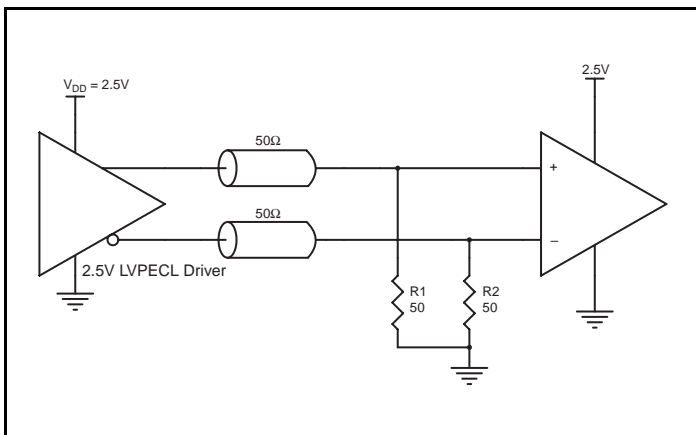 2.5V
V_DD = 2.5V
50Ω
+
50Ω
–
2.5V LVPECL Driver
R1
50
R2
50